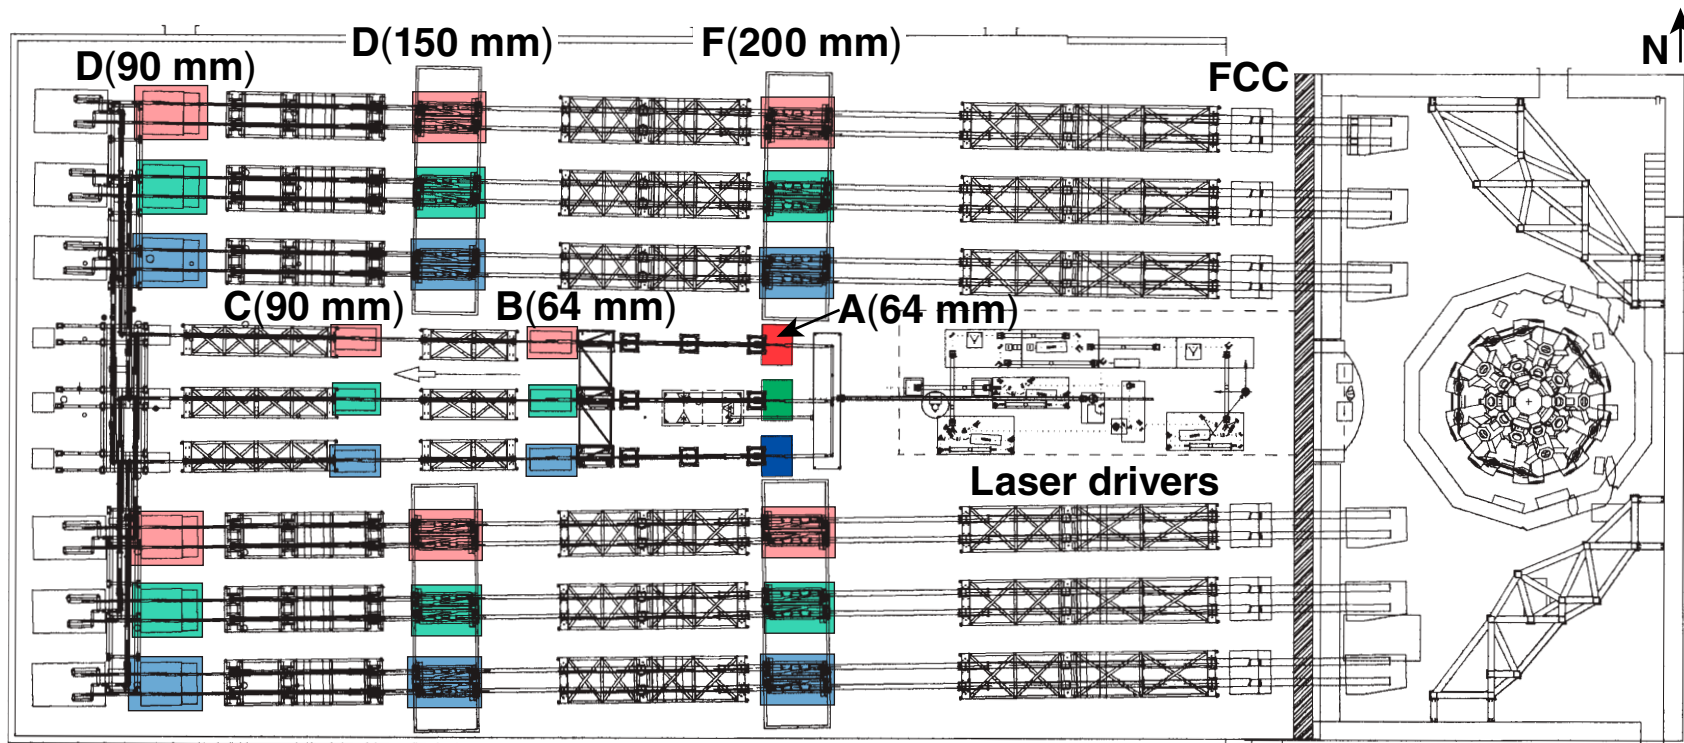 D(90 mm)
D(150 mm)
F(200 mm)
FCC
N
C(90 mm)
B(64 mm)
A(64 mm)
Laser drivers